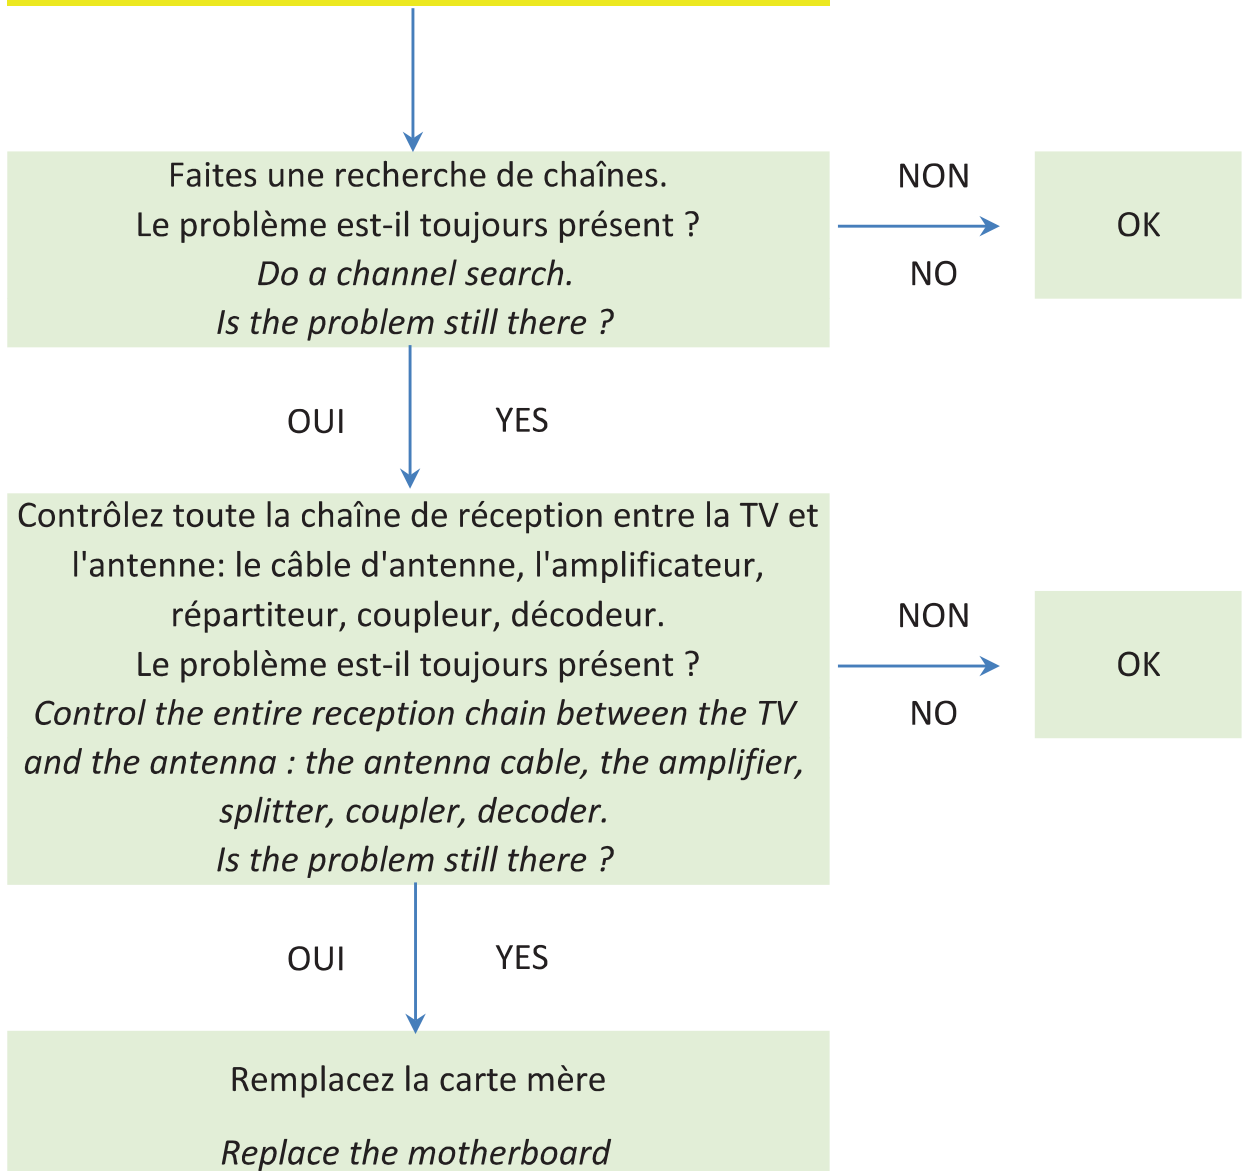 Faites une recherche de chaînes.
Le problème est-il toujours présent ?
Do a channel search.
Is the problem still there ?
NON
NO
OK
OUI
YES
Contrôlez toute la chaîne de réception entre la TV et
l'antenne: le câble d'antenne, l'amplificateur,
répartiteur, coupleur, décodeur.
Le problème est-il toujours présent ?
Control the entire reception chain between the TV
and the antenna : the antenna cable, the amplifier,
splitter, coupler, decoder.
Is the problem still there ?
NON
NO
OK
OUI
YES
Remplacez la carte mère
Replace the motherboard